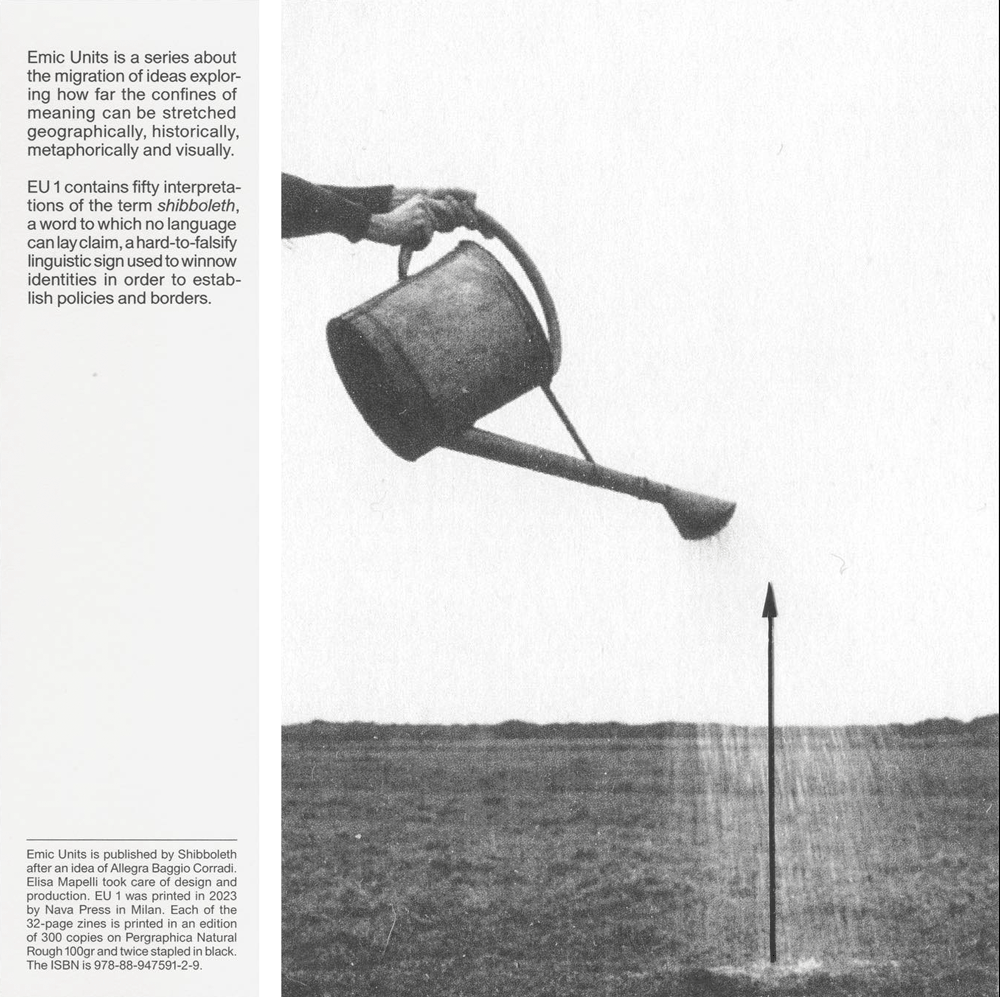 Emic Units is a series about
the migration of ideas explor-
ing how far the confines of
meaning can be stretched
geographically, historically,
metaphorically and visually.
EU 1 contains fifty interpreta-
tions of the term shibboleth,
a word to which no language
can lay claim, a hard-to-falsify
linguistic sign used to winnow
identities in order to estab-
lish policies and borders.
Emic Units is published by Shibboleth
after an idea of Allegra Baggio Corradi.
Elisa Mapelli took care of design and
production. EU 1 was printed in 2023
by Nava Press in Milan. Each of the
32-page zines is printed in an edition
of 300 copies on Pergraphica Natural
Rough 100gr and twice stapled in black.
The ISBN is 978-88-947591-2-9.